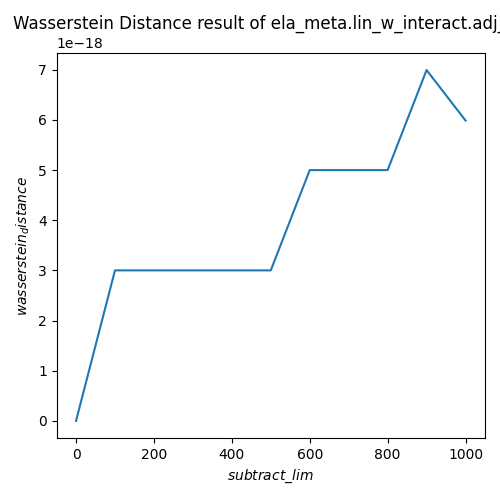 Wasserstein Distance result of ela_meta.lin_w_interact.adj_
1e−18
7
6
5
4
3
2
1
0
wasserstein_distance
0 200 400 600 800 1000
subtract_lim